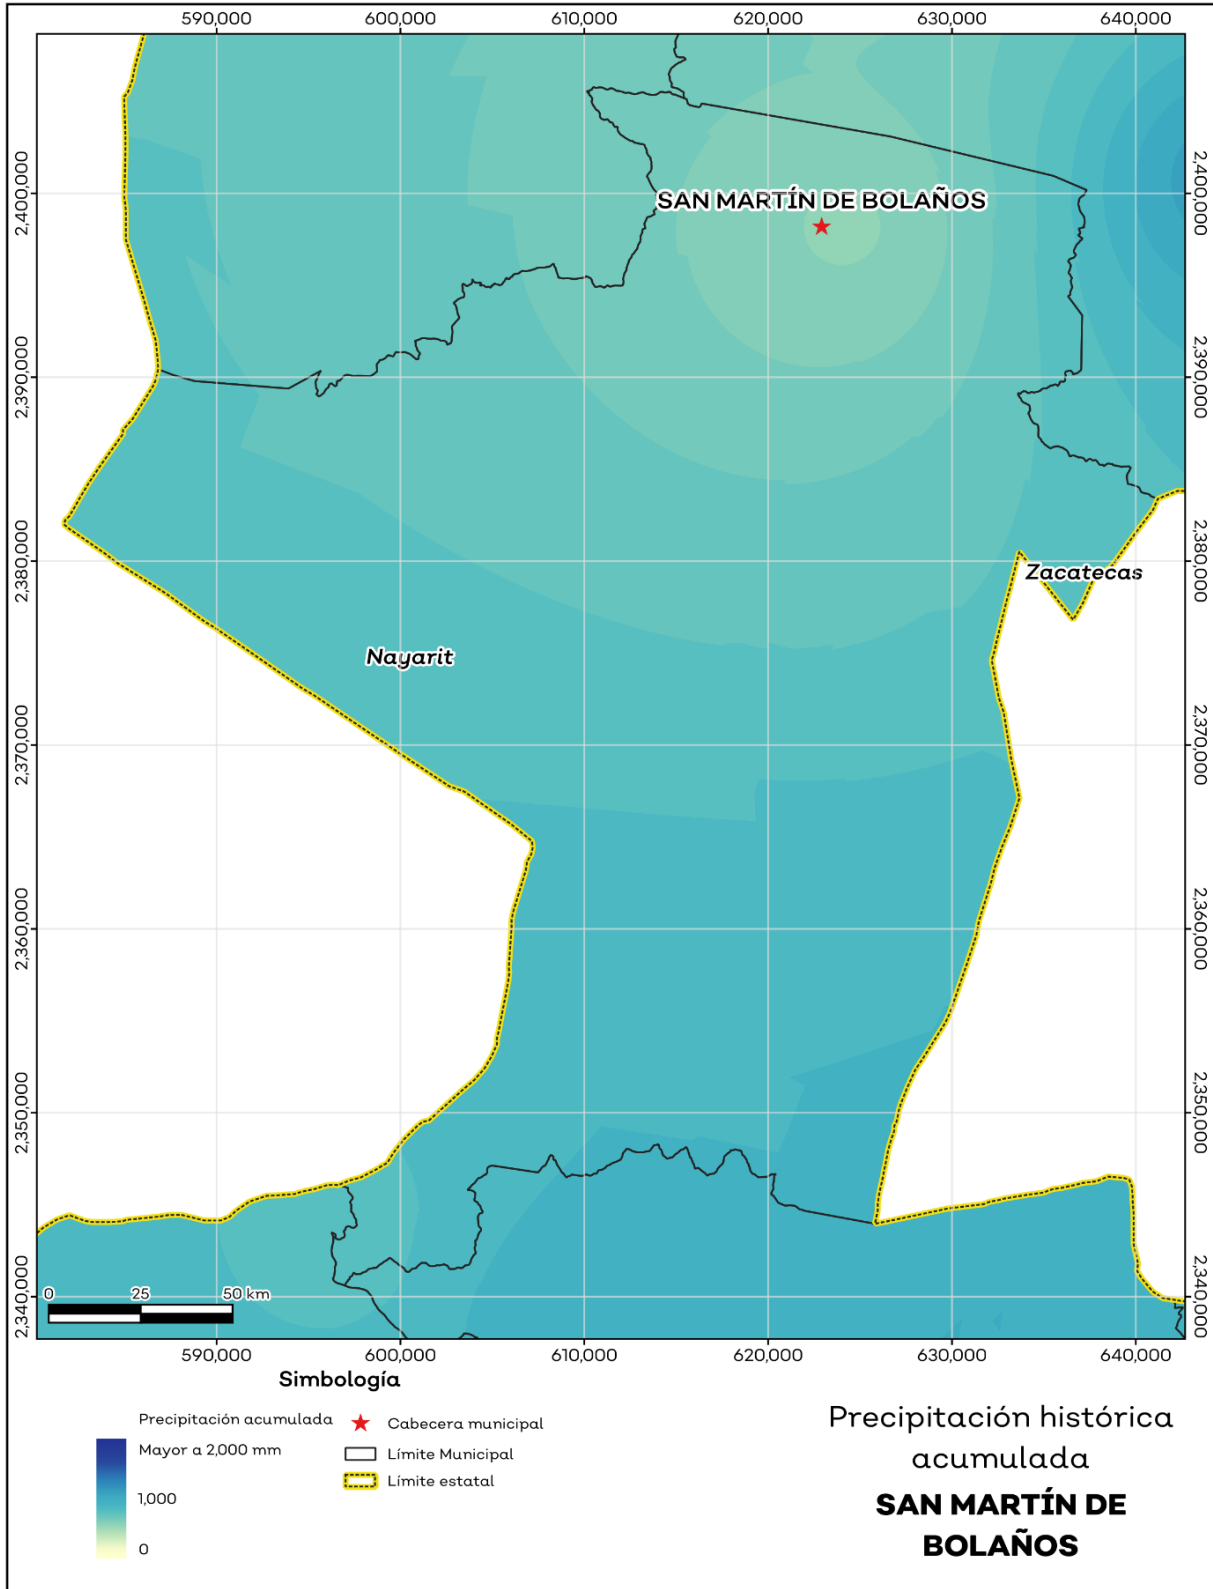 590,000 600,000 610,000 620,000 630,000 640,000
2,400,000 2,400,000
SAN MARTÍN DE BOLAÑOS
2,390,000 2,390,000
2,380,000 2,380,000
Zacatecas
Nayarit
2,370,000 2,370,000
2,360,000 2,360,000
2,350,000 2,350,000
2,340,000 2,340,000
0 25 50 km
590,000 600,000 610,000 620,000 630,000 640,000
Simbología
Precipitación acumulada
Mayor a 2,000 mm
1,000
0
Cabecera municipal
Límite Municipal
Límite estatal
Precipitación histórica
acumulada
SAN MARTÍN DE
BOLAÑOS